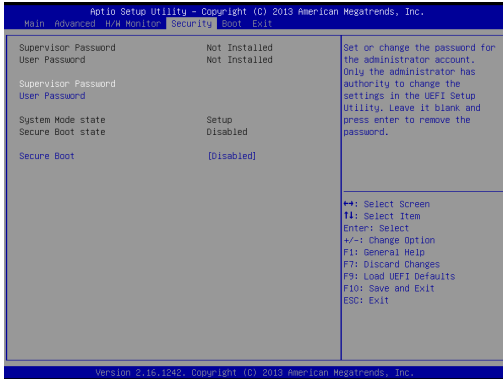 Aptio Setup Utility - Copyright (C) 2013 American Megatrends, Inc.
Main Advanced H/W Monitor Security Boot Exit
Supervisor Password Not Installed
User Password Not Installed
Supervisor Password
User Password
System Mode state Setup
Secure Boot state Disabled
Secure Boot [Disabled]
Set or change the password for
the administrator account.
Only the administrator has
authority to change the
settings in the UEFI Setup
Utility. Leave it blank and
press enter to remove the
password.
↔: Select Screen
↑↓: Select Item
Enter: Select
+/-: Change Option
F1: General Help
F7: Discard Changes
F9: Load UEFI Defaults
F10: Save and Exit
ESC: Exit
Version 2.16.1242. Copyright (C) 2013 American Megatrends, Inc.